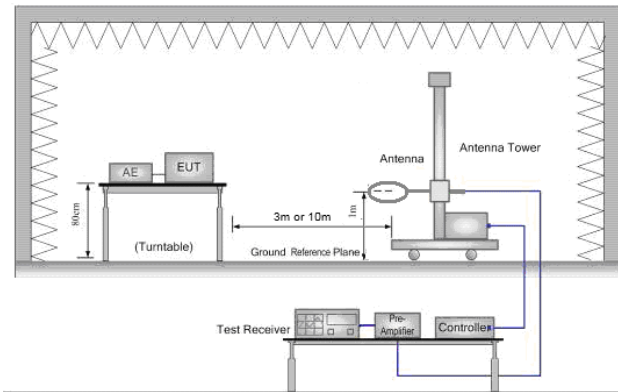 Antenna
Antenna Tower
AE
EUT
80cm
1m
3m or 10m
(Turntable)
Ground Reference Plane
Test Receiver
Pre-
Amplifier
Controller